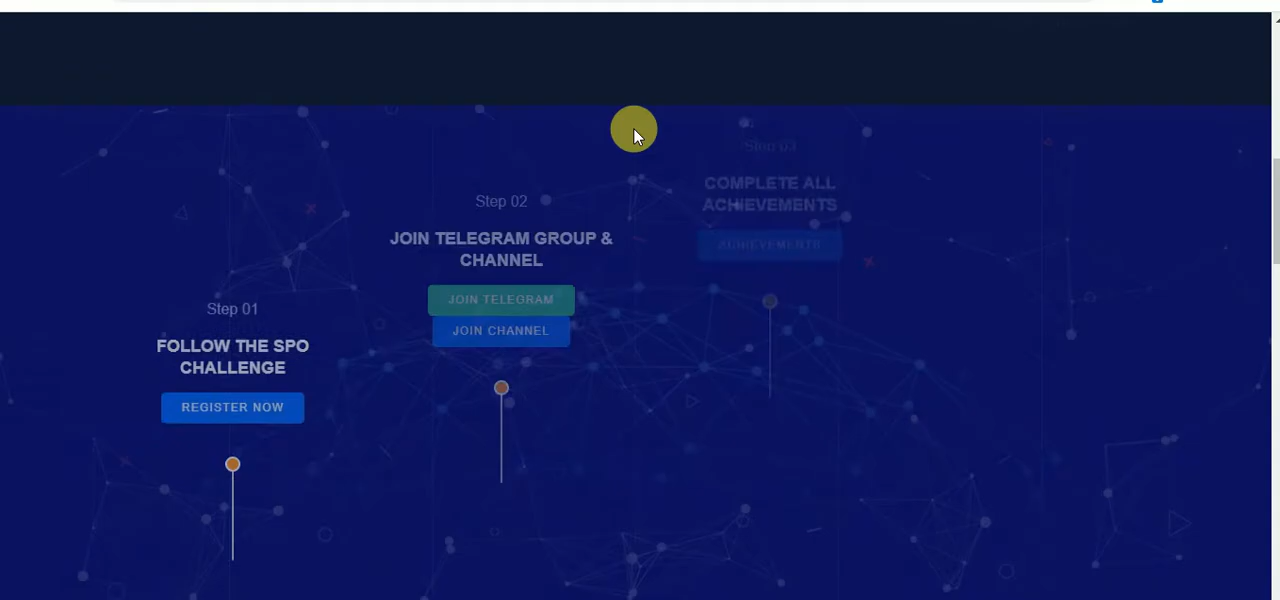 Step 01
FOLLOW THE SPO
CHALLENGE
REGISTER NOW
Step 02
JOIN TELEGRAM GROUP &
CHANNEL
JOIN TELEGRAM
JOIN CHANNEL
Step 03
COMPLETE ALL
ACHIEVEMENTS
ACHIEVEMENTS